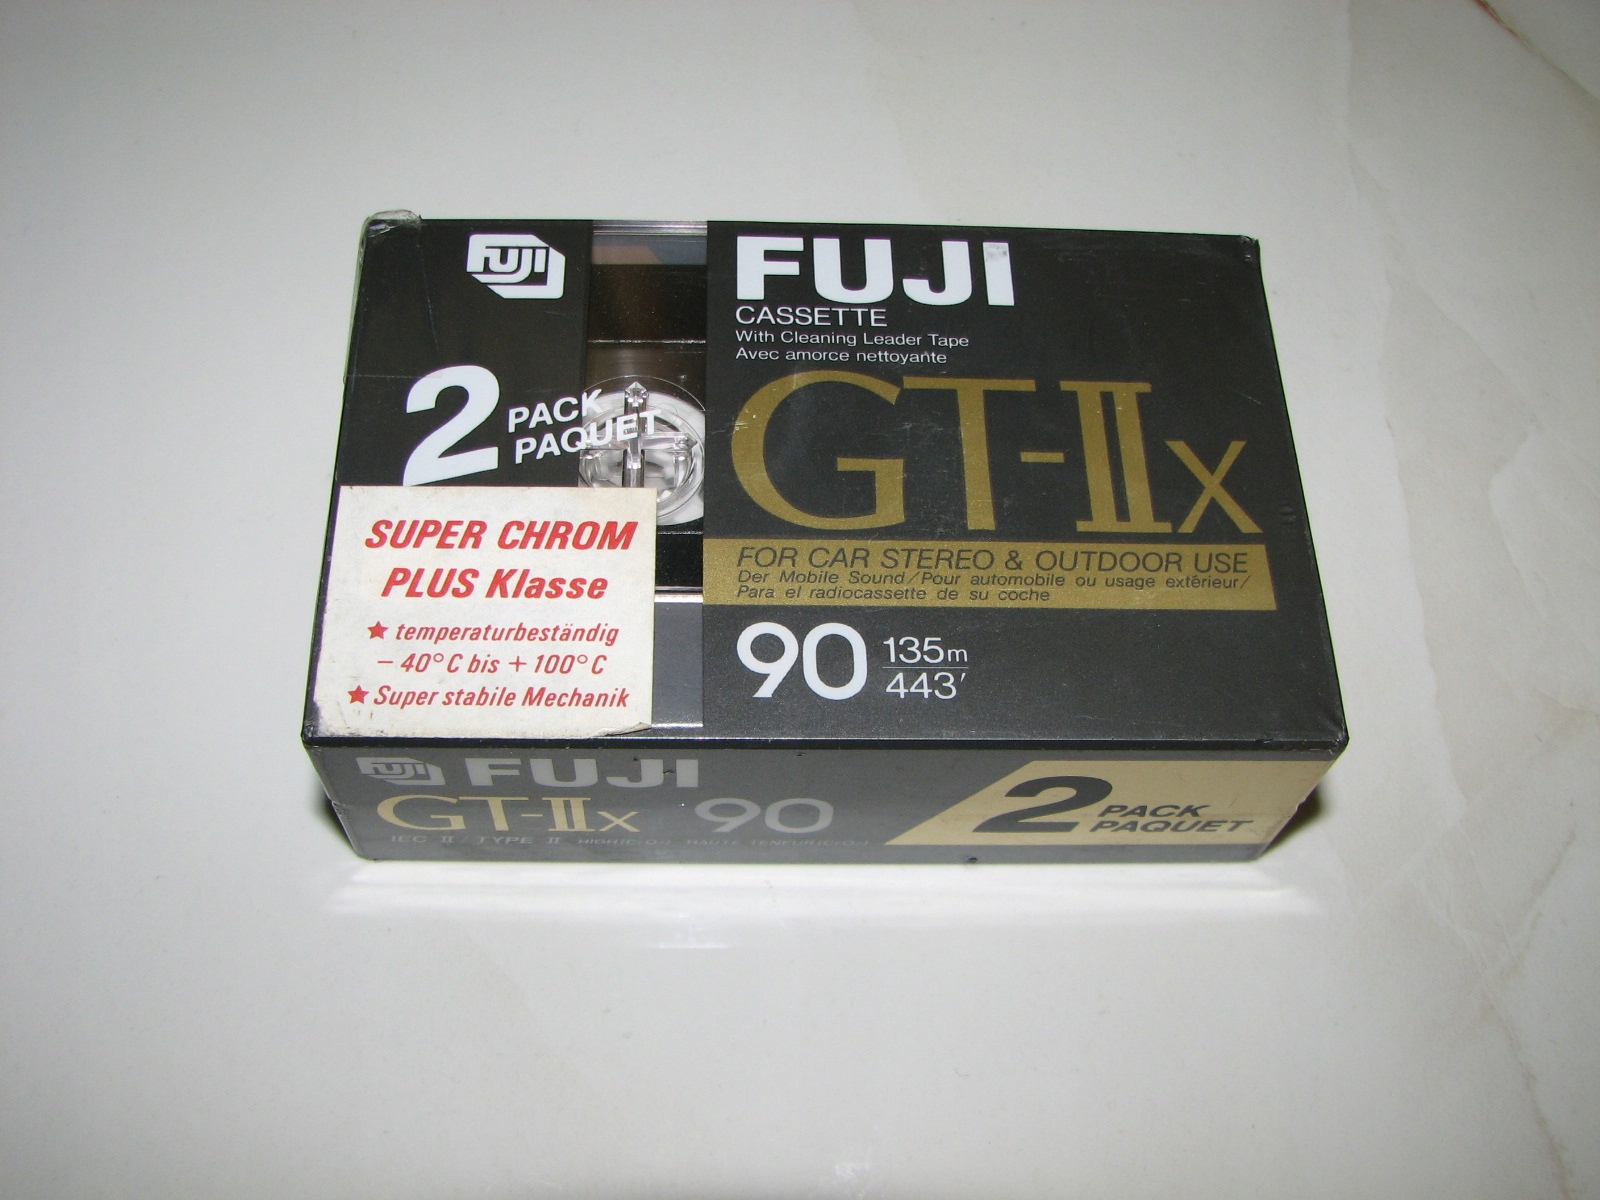 FUJI
2 PACK
PAQUET
FUJI
CASSETTE
With Cleaning Leader Tape
Avec amorce nettoyante
GT-IIx
FOR CAR STEREO & OUTDOOR USE
Der Mobile Sound/Pour automobile ou usage extérieur/
Para el radiocassette de su coche
90 135m
443'
SUPER CHROM
PLUS Klasse
★ temperaturbeständig
– 40°C bis + 100°C
★ Super stabile Mechanik
FUJI FUJI
GT-IIx 90
IEC II/TYPE II
2 PACK
PAQUET